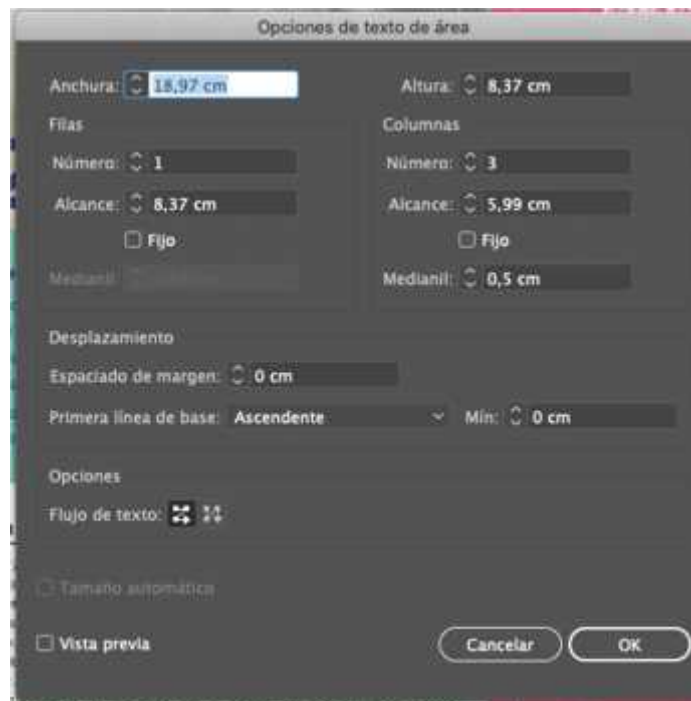 Opciones de texto de área
Anchura: 18,97 cm Altura: 8,37 cm
Filas Columnas
Número: 1 Número: 3
Alcance: 8,37 cm Alcance: 5,99 cm
Fijo Fijo
Medianil: Medianil: 0,5 cm
Desplazamiento
Espaciado de margen: 0 cm
Primera línea de base: Ascendente Mín: 0 cm
Opciones
Flujo de texto:
Tamaño automático
Vista previa Cancelar OK